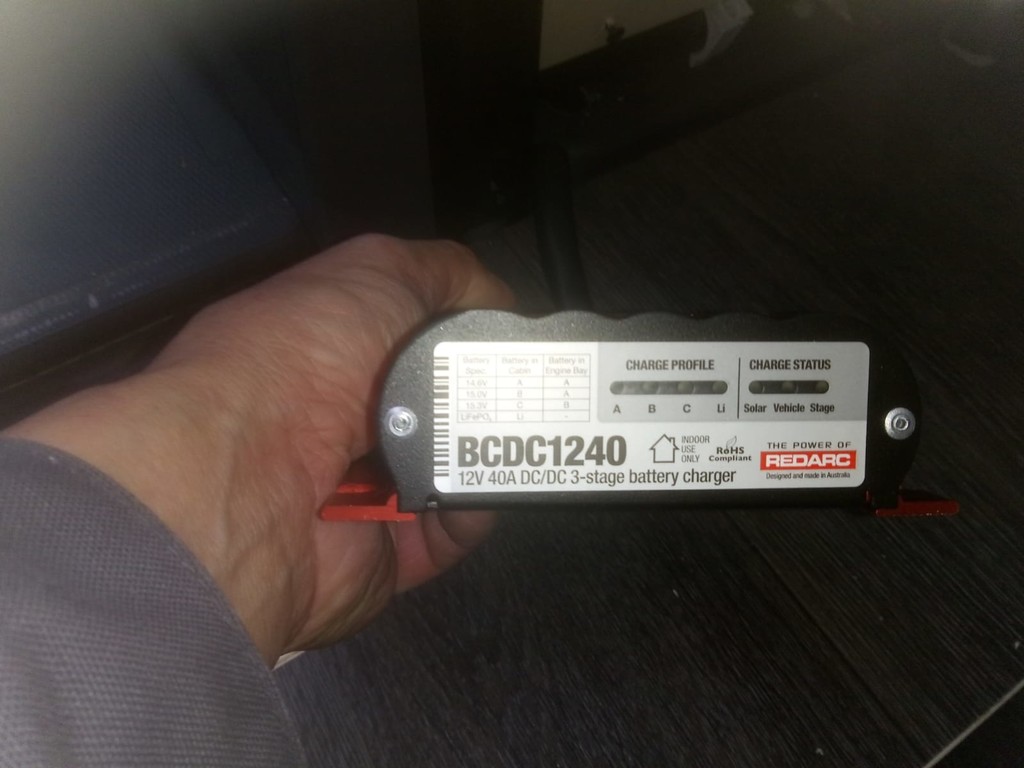 Battery Spec. Battery in Cable Battery in Engine Bay
14.6V A A
15.0V B A
15.3V C B
LiFePO4 Li -
CHARGE PROFILE
A B C Li
CHARGE STATUS
Solar Vehicle Stage
BCDC1240
12V 40A DC/DC 3-stage battery charger
INDOOR
USE
ONLY
RoHS
Compliant
THE POWER OF
REDARC
Designed and made in Australia